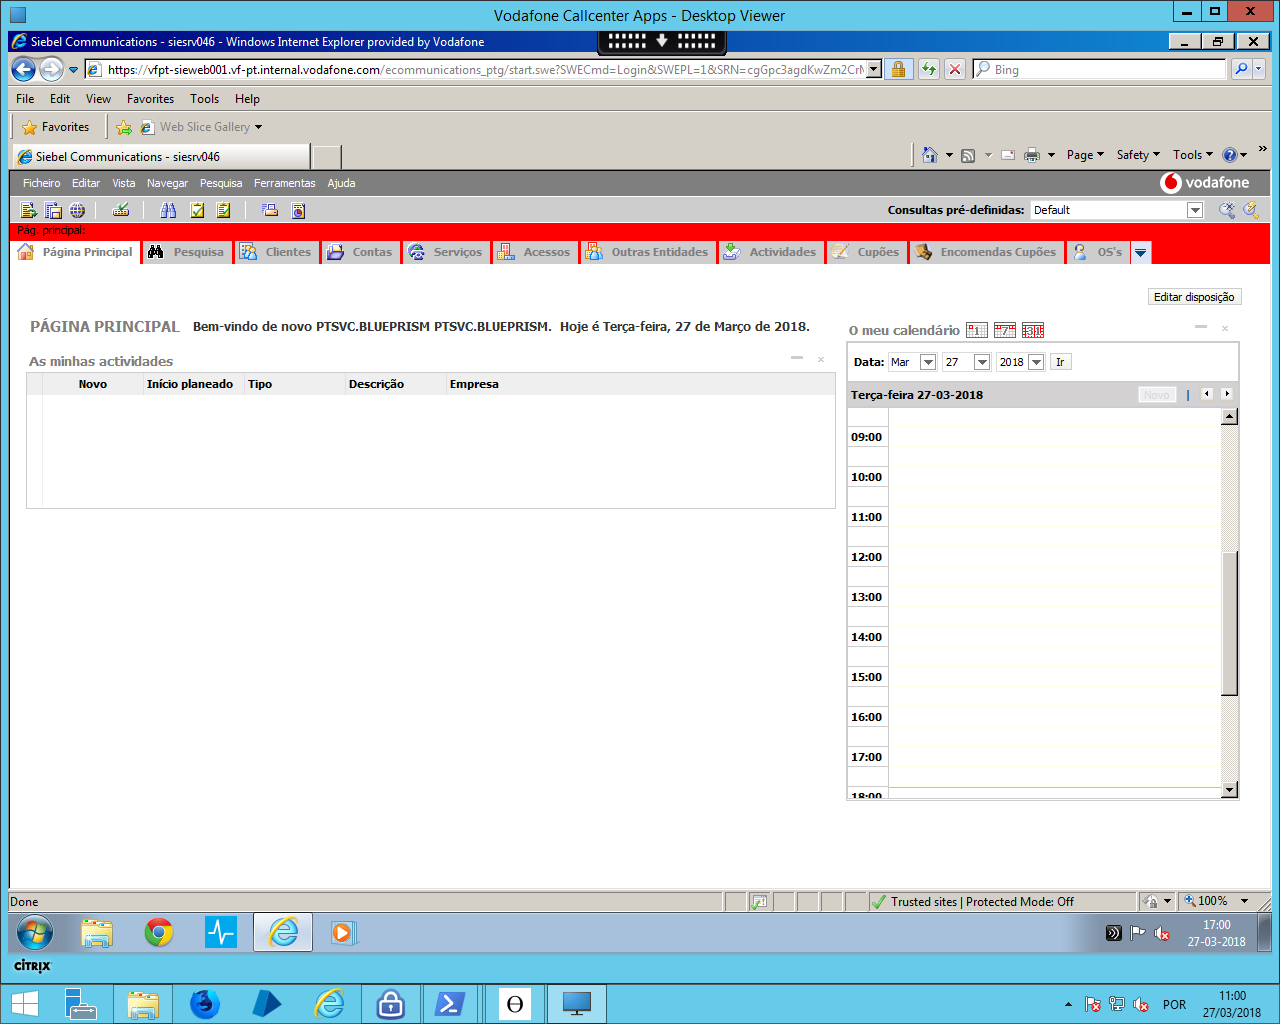 Vodafone Callcenter Apps - Desktop Viewer
Siebel Communications - siesrv046 - Windows Internet Explorer provided by Vodafone
https://vfpt-sieweb001.vf-pt.internal.vodafone.com/ecommunications_ptg/start.swe?SWECmd=Login&SWEPL=1&SRN=cgGpc3agdKwZm2CrM
Bing
File Edit View Favorites Tools Help
Favorites Web Slice Gallery
Siebel Communications - siesrv046
Page Safety Tools
Ficheiro Editar Vista Navegar Pesquisa Ferramentas Ajuda
vodafone
Consultas pré-definidas: Default
Pág. principal:
Página Principal Pesquisa Clientes Contas Serviços Acessos Outras Entidades Actividades Cupões Encomendas Cupões OS's
Editar disposição
PÁGINA PRINCIPAL Bem-vindo de novo PTSVC.BLUEPRISM PTSVC.BLUEPRISM. Hoje é Terça-feira, 27 de Março de 2018.
O meu calendário 1 7 31
As minhas actividades
Data: Mar 27 2018 Ir
Novo Início planeado Tipo Descrição Empresa
Terça-feira 27-03-2018 Novo |
09:00
10:00
11:00
12:00
13:00
14:00
15:00
16:00
17:00
18:00
Done
Trusted sites | Protected Mode: Off
100%
17:00
27-03-2018
CITRIX
POR
11:00
27/03/2018